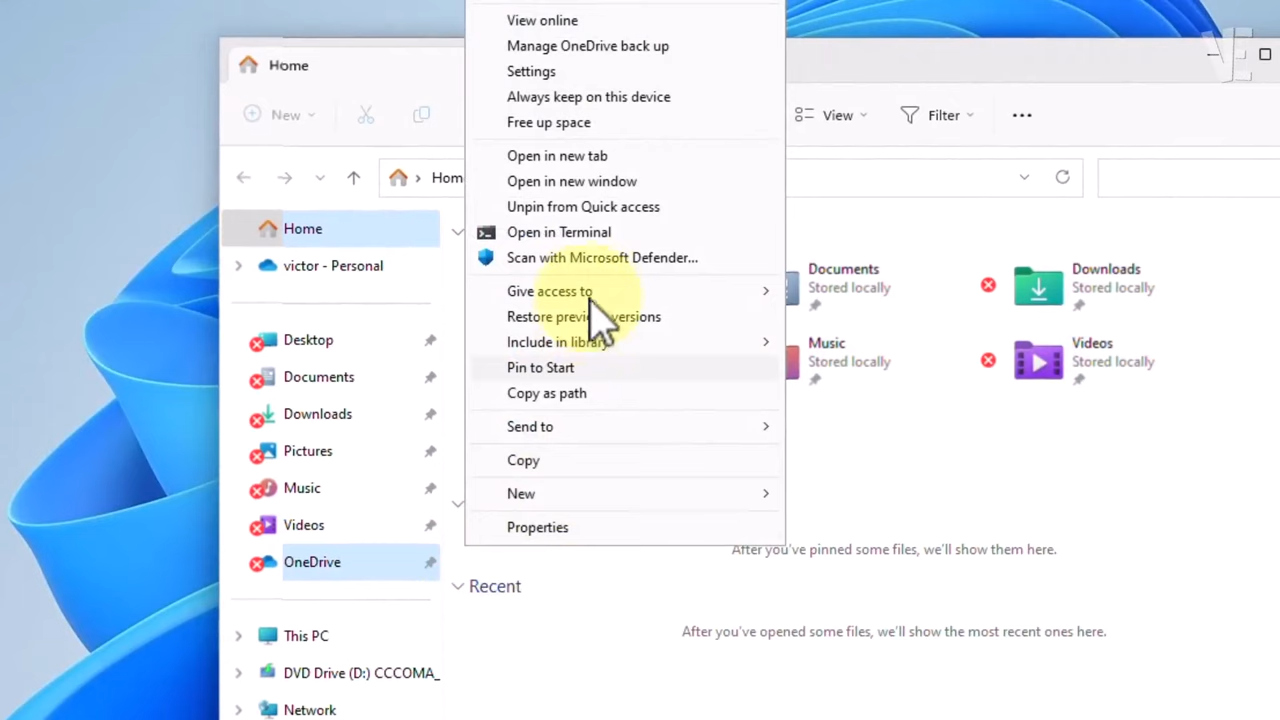 View online
Manage OneDrive back up
Settings
Always keep on this device
Free up space
Open in new tab
Open in new window
Unpin from Quick access
Open in Terminal
Scan with Microsoft Defender...
Give access to
Restore previous versions
Include in library
Pin to Start
Copy as path
Send to
Copy
New
Properties
Home
New
View
Filter
Home
victor - Personal
Desktop
Documents
Downloads
Pictures
Music
Videos
OneDrive
This PC
DVD Drive (D:) CCCOMA_
Network
Documents
Stored locally
Downloads
Stored locally
Music
Stored locally
Videos
Stored locally
After you've pinned some files, we'll show them here.
Recent
After you've opened some files, we'll show the most recent ones here.
VE